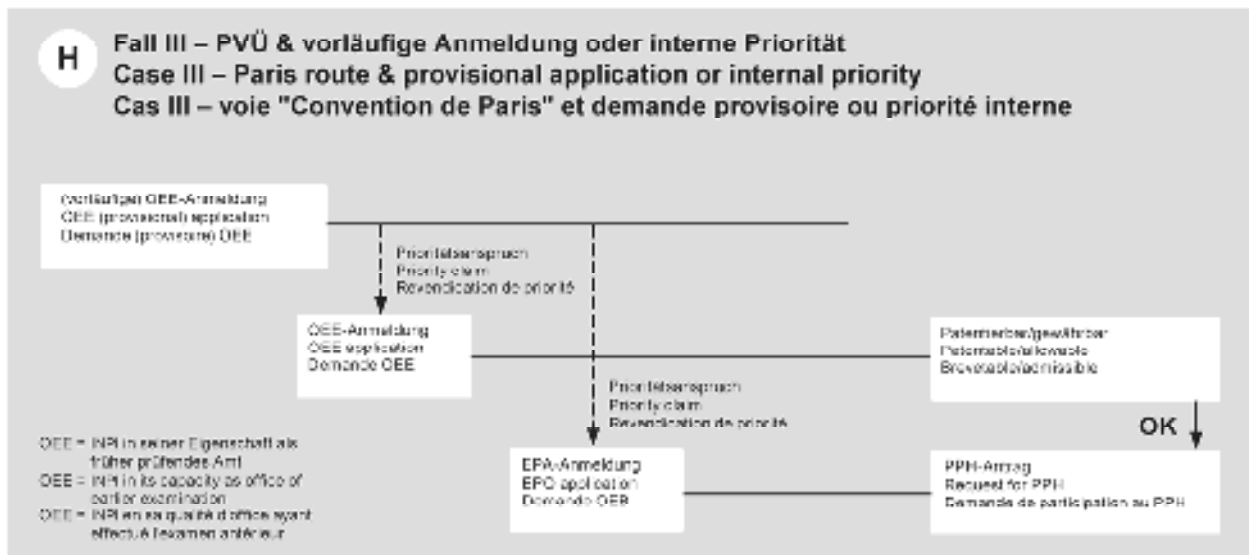 H
Fall III – PVÜ & vorläufige Anmeldung oder interne Priorität
Case III – Paris route & provisional application or internal priority
Cas III – voie "Convention de Paris" et demande provisoire ou priorité interne
(vorläufige) OEE-Anmeldung
OEE (provisional) application
Demande (provisoire) OEE
Prioritätsanspruch
Priority claim
Revendication de priorité
OEE-Anmeldung
OEE application
Demande OEE
Patentierbar/gewährbar
Patentable/allowable
Brevetable/admissible
Prioritätsanspruch
Priority claim
Revendication de priorité
OK
OEE = INPI in seiner Eigenschaft als
früher prüfendes Amt
OEE = INPI in its capacity as office of
earlier examination
OEE = INPI en sa qualité d'office ayant
effectué l'examen antérieur
EPA-Anmeldung
EPO application
Demande OEB
PPH-Antrag
Request for PPH
Demande de participation au PPH